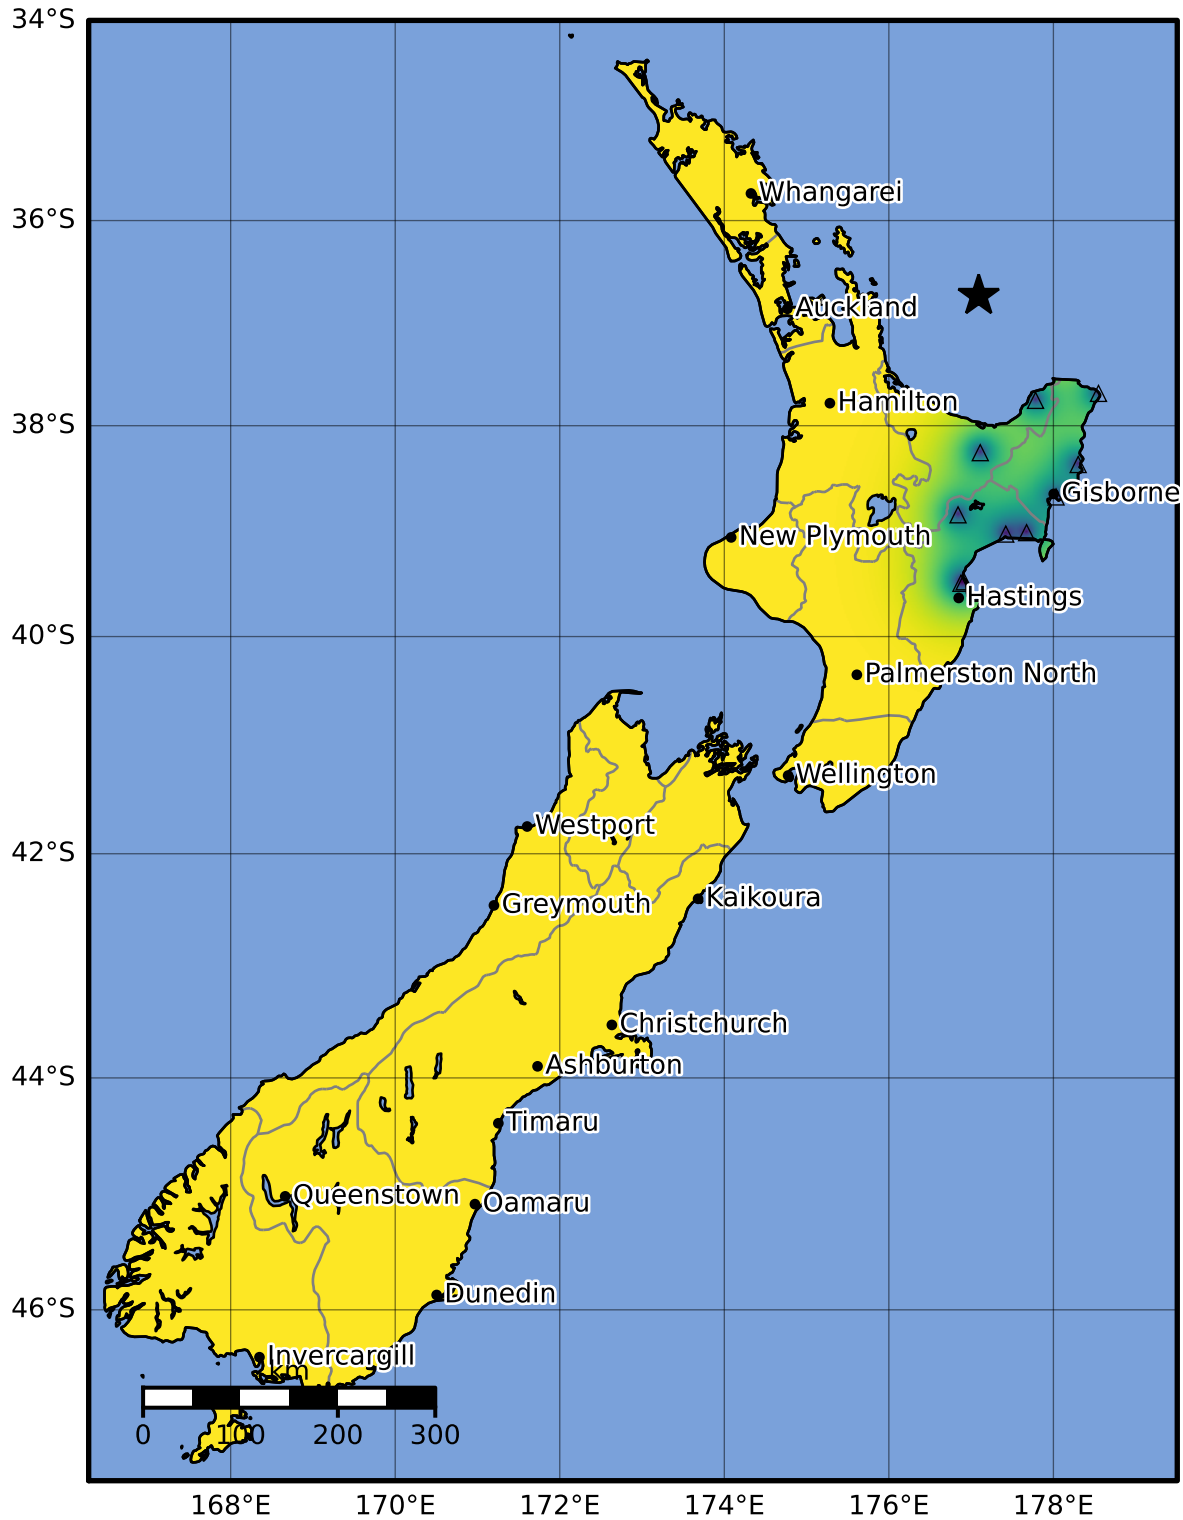 34°S
Whangarei
36°S
Auckland
Hamilton
38°S
Gisborne
New Plymouth
Hastings
40°S
Palmerston North
Wellington
Westport
42°S
Kaikoura
Greymouth
Christchurch
Ashburton
44°S
Timaru
Queenstown
Oamaru
Dunedin
46°S
Invercargill
km
0 100 200 300
168°E 170°E 172°E 174°E 176°E 178°E